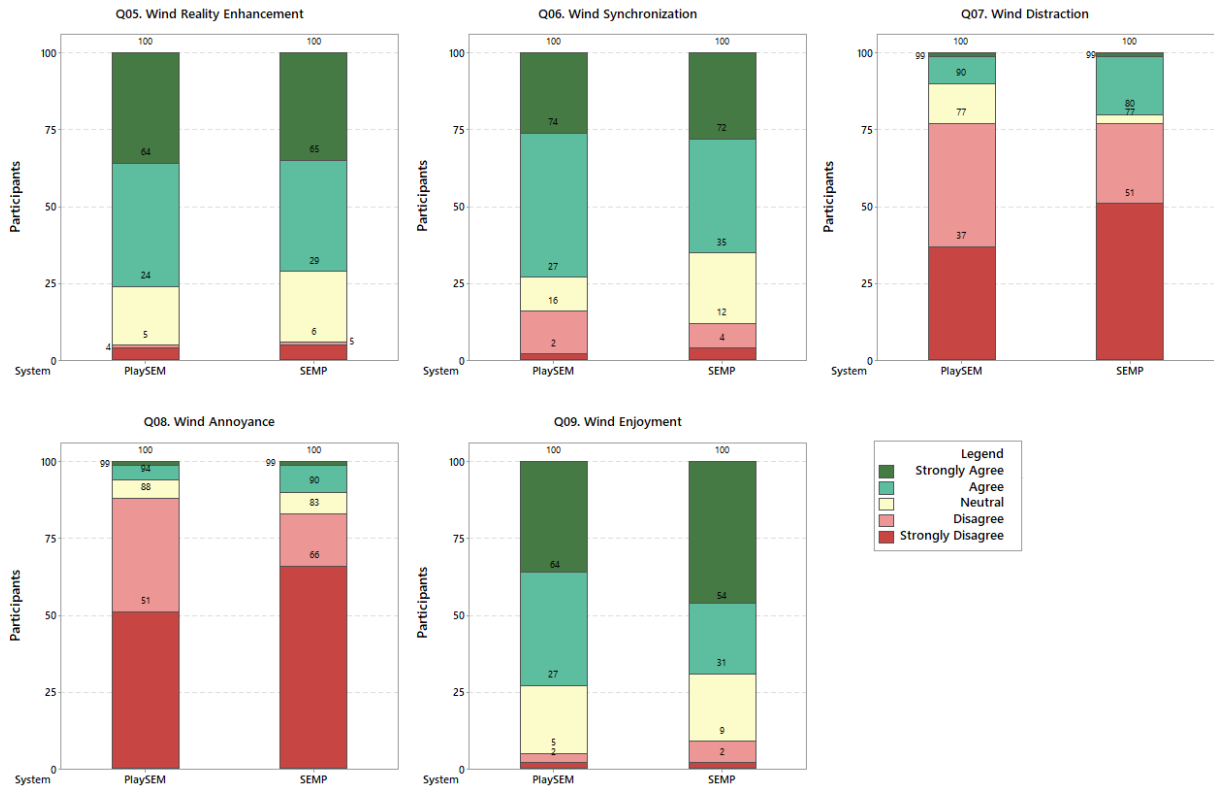 Q05. Wind Reality Enhancement
Participants
100
75
50
25
0
100
64
24
5
4
100
65
29
6
5
System
PlaySEM
SEMP
Q06. Wind Synchronization
Participants
100
75
50
25
0
100
74
27
16
2
100
72
35
12
4
PlaySEM
SEMP
Q07. Wind Distraction
Participants
100
75
50
25
0
100
99
90
77
37
100
99
80
77
51
System
PlaySEM
SEMP
Q08. Wind Annoyance
Participants
100
75
50
25
0
100
99
94
88
51
100
99
90
83
66
System
PlaySEM
SEMP
Q09. Wind Enjoyment
Participants
100
75
50
25
0
100
64
27
5
2
100
54
31
9
2
System
PlaySEM
SEMP
Legend
Strongly Agree
Agree
Neutral
Disagree
Strongly Disagree
System